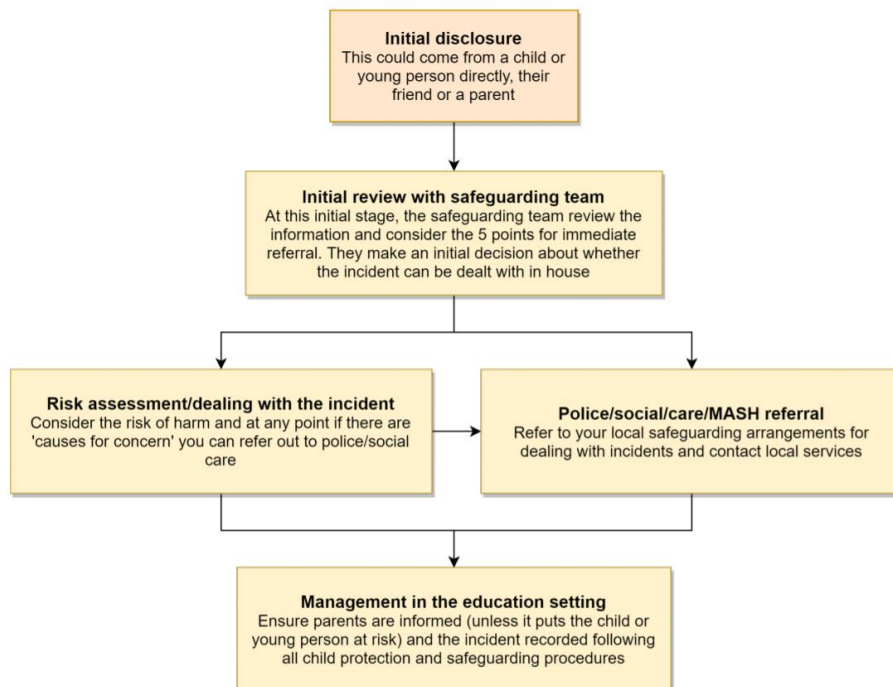 Initial disclosure
This could come from a child or
young person directly, their
friend or a parent
Initial review with safeguarding team
At this initial stage, the safeguarding team review the
information and consider the 5 points for immediate
referral. They make an initial decision about whether
the incident can be dealt with in house
Risk assessment/dealing with the incident
Consider the risk of harm and at any point if there are
'causes for concern' you can refer out to police/social
care
Police/social/care/MASH referral
Refer to your local safeguarding arrangements for
dealing with incidents and contact local services
Management in the education setting
Ensure parents are informed (unless it puts the child or
young person at risk) and the incident recorded following
all child protection and safeguarding procedures